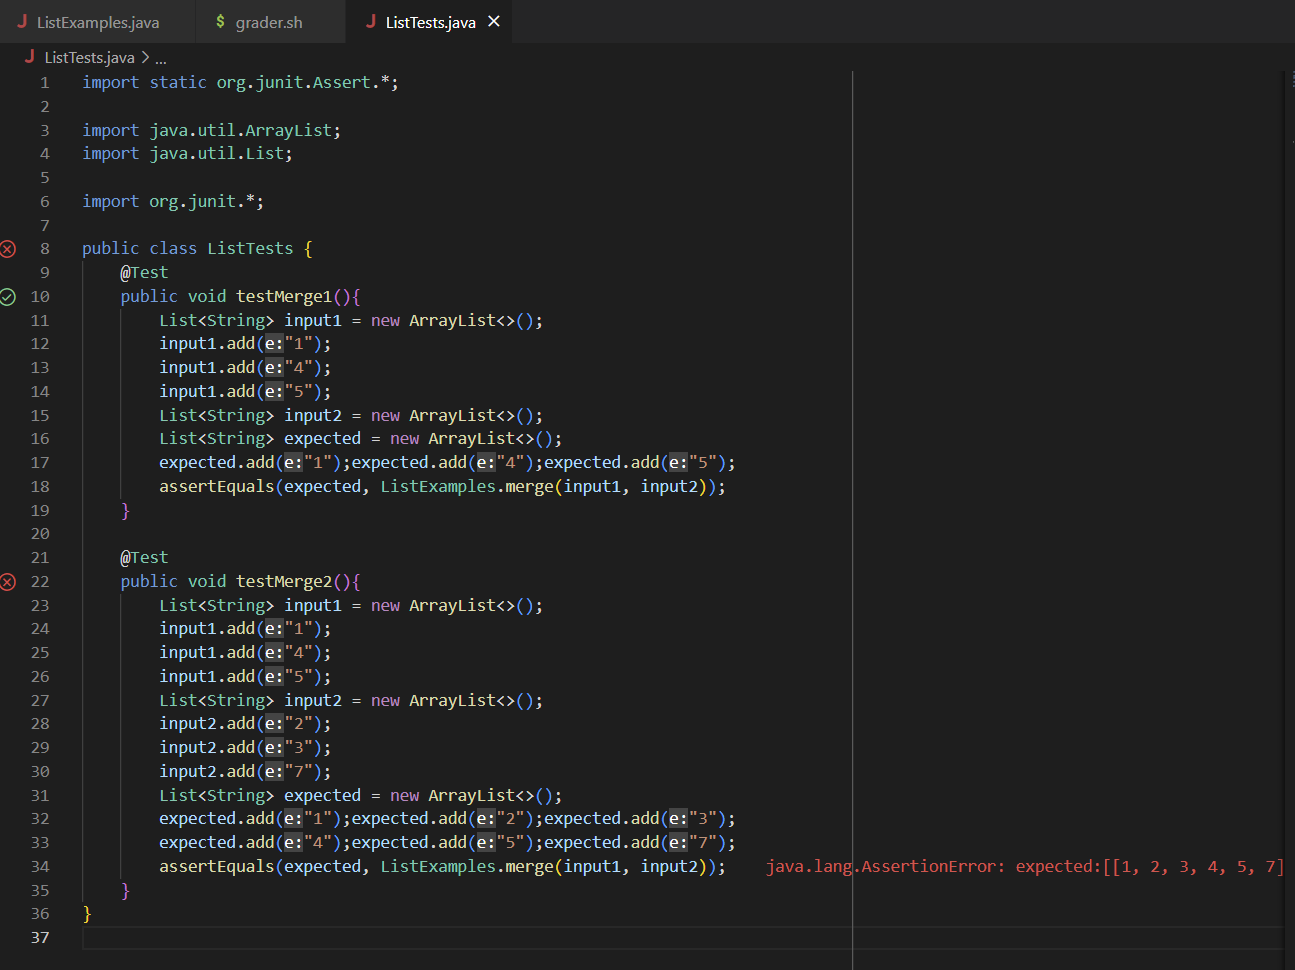 J ListExamples.java $ grader.sh J ListTests.java ×
J ListTests.java > ...
1 import static org.junit.Assert.*;
2
3 import java.util.ArrayList;
4 import java.util.List;
5
6 import org.junit.*;
7
8 public class ListTests {
9 @Test
10 public void testMerge1(){
11 List<String> input1 = new ArrayList<>();
12 input1.add(e:"1");
13 input1.add(e:"4");
14 input1.add(e:"5");
15 List<String> input2 = new ArrayList<>();
16 List<String> expected = new ArrayList<>();
17 expected.add(e:"1");expected.add(e:"4");expected.add(e:"5");
18 assertEquals(expected, ListExamples.merge(input1, input2));
19 }
20
21 @Test
22 public void testMerge2(){
23 List<String> input1 = new ArrayList<>();
24 input1.add(e:"1");
25 input1.add(e:"4");
26 input1.add(e:"5");
27 List<String> input2 = new ArrayList<>();
28 input2.add(e:"2");
29 input2.add(e:"3");
30 input2.add(e:"7");
31 List<String> expected = new ArrayList<>();
32 expected.add(e:"1");expected.add(e:"2");expected.add(e:"3");
33 expected.add(e:"4");expected.add(e:"5");expected.add(e:"7");
34 assertEquals(expected, ListExamples.merge(input1, input2)); java.lang.AssertionError: expected:[[1, 2, 3, 4, 5, 7]
35 }
36 }
37